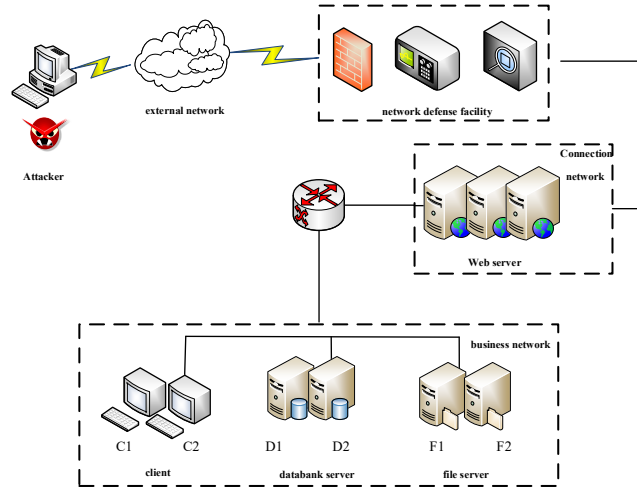 external network
network defense facility
Attacker
Connection
network
Web server
business network
C1
C2
D1
D2
F1
F2
client
databank server
file server